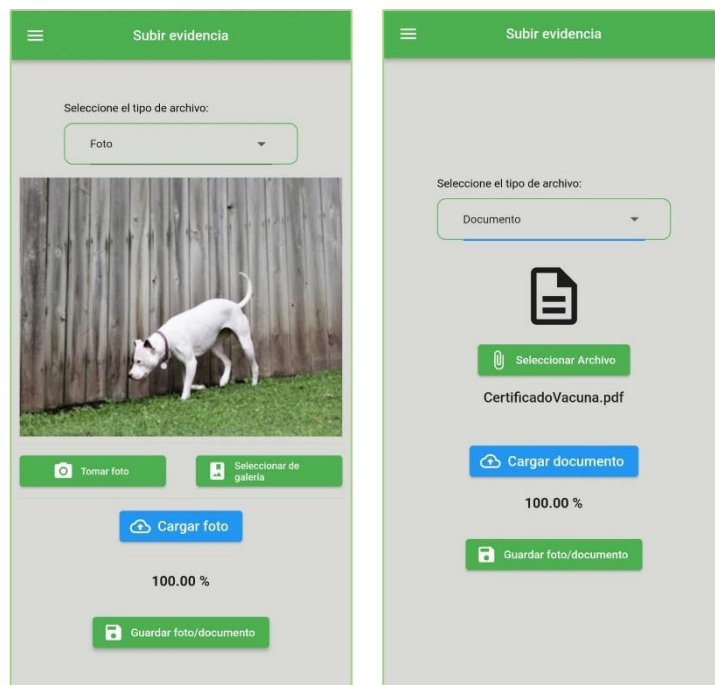 Subir evidencia
Seleccione el tipo de archivo:
Foto
Tomar foto
Seleccionar de
galería
Cargar foto
100.00 %
Guardar foto/documento
Subir evidencia
Seleccione el tipo de archivo:
Documento
Seleccionar Archivo
CertificadoVacuna.pdf
Cargar documento
100.00 %
Guardar foto/documento